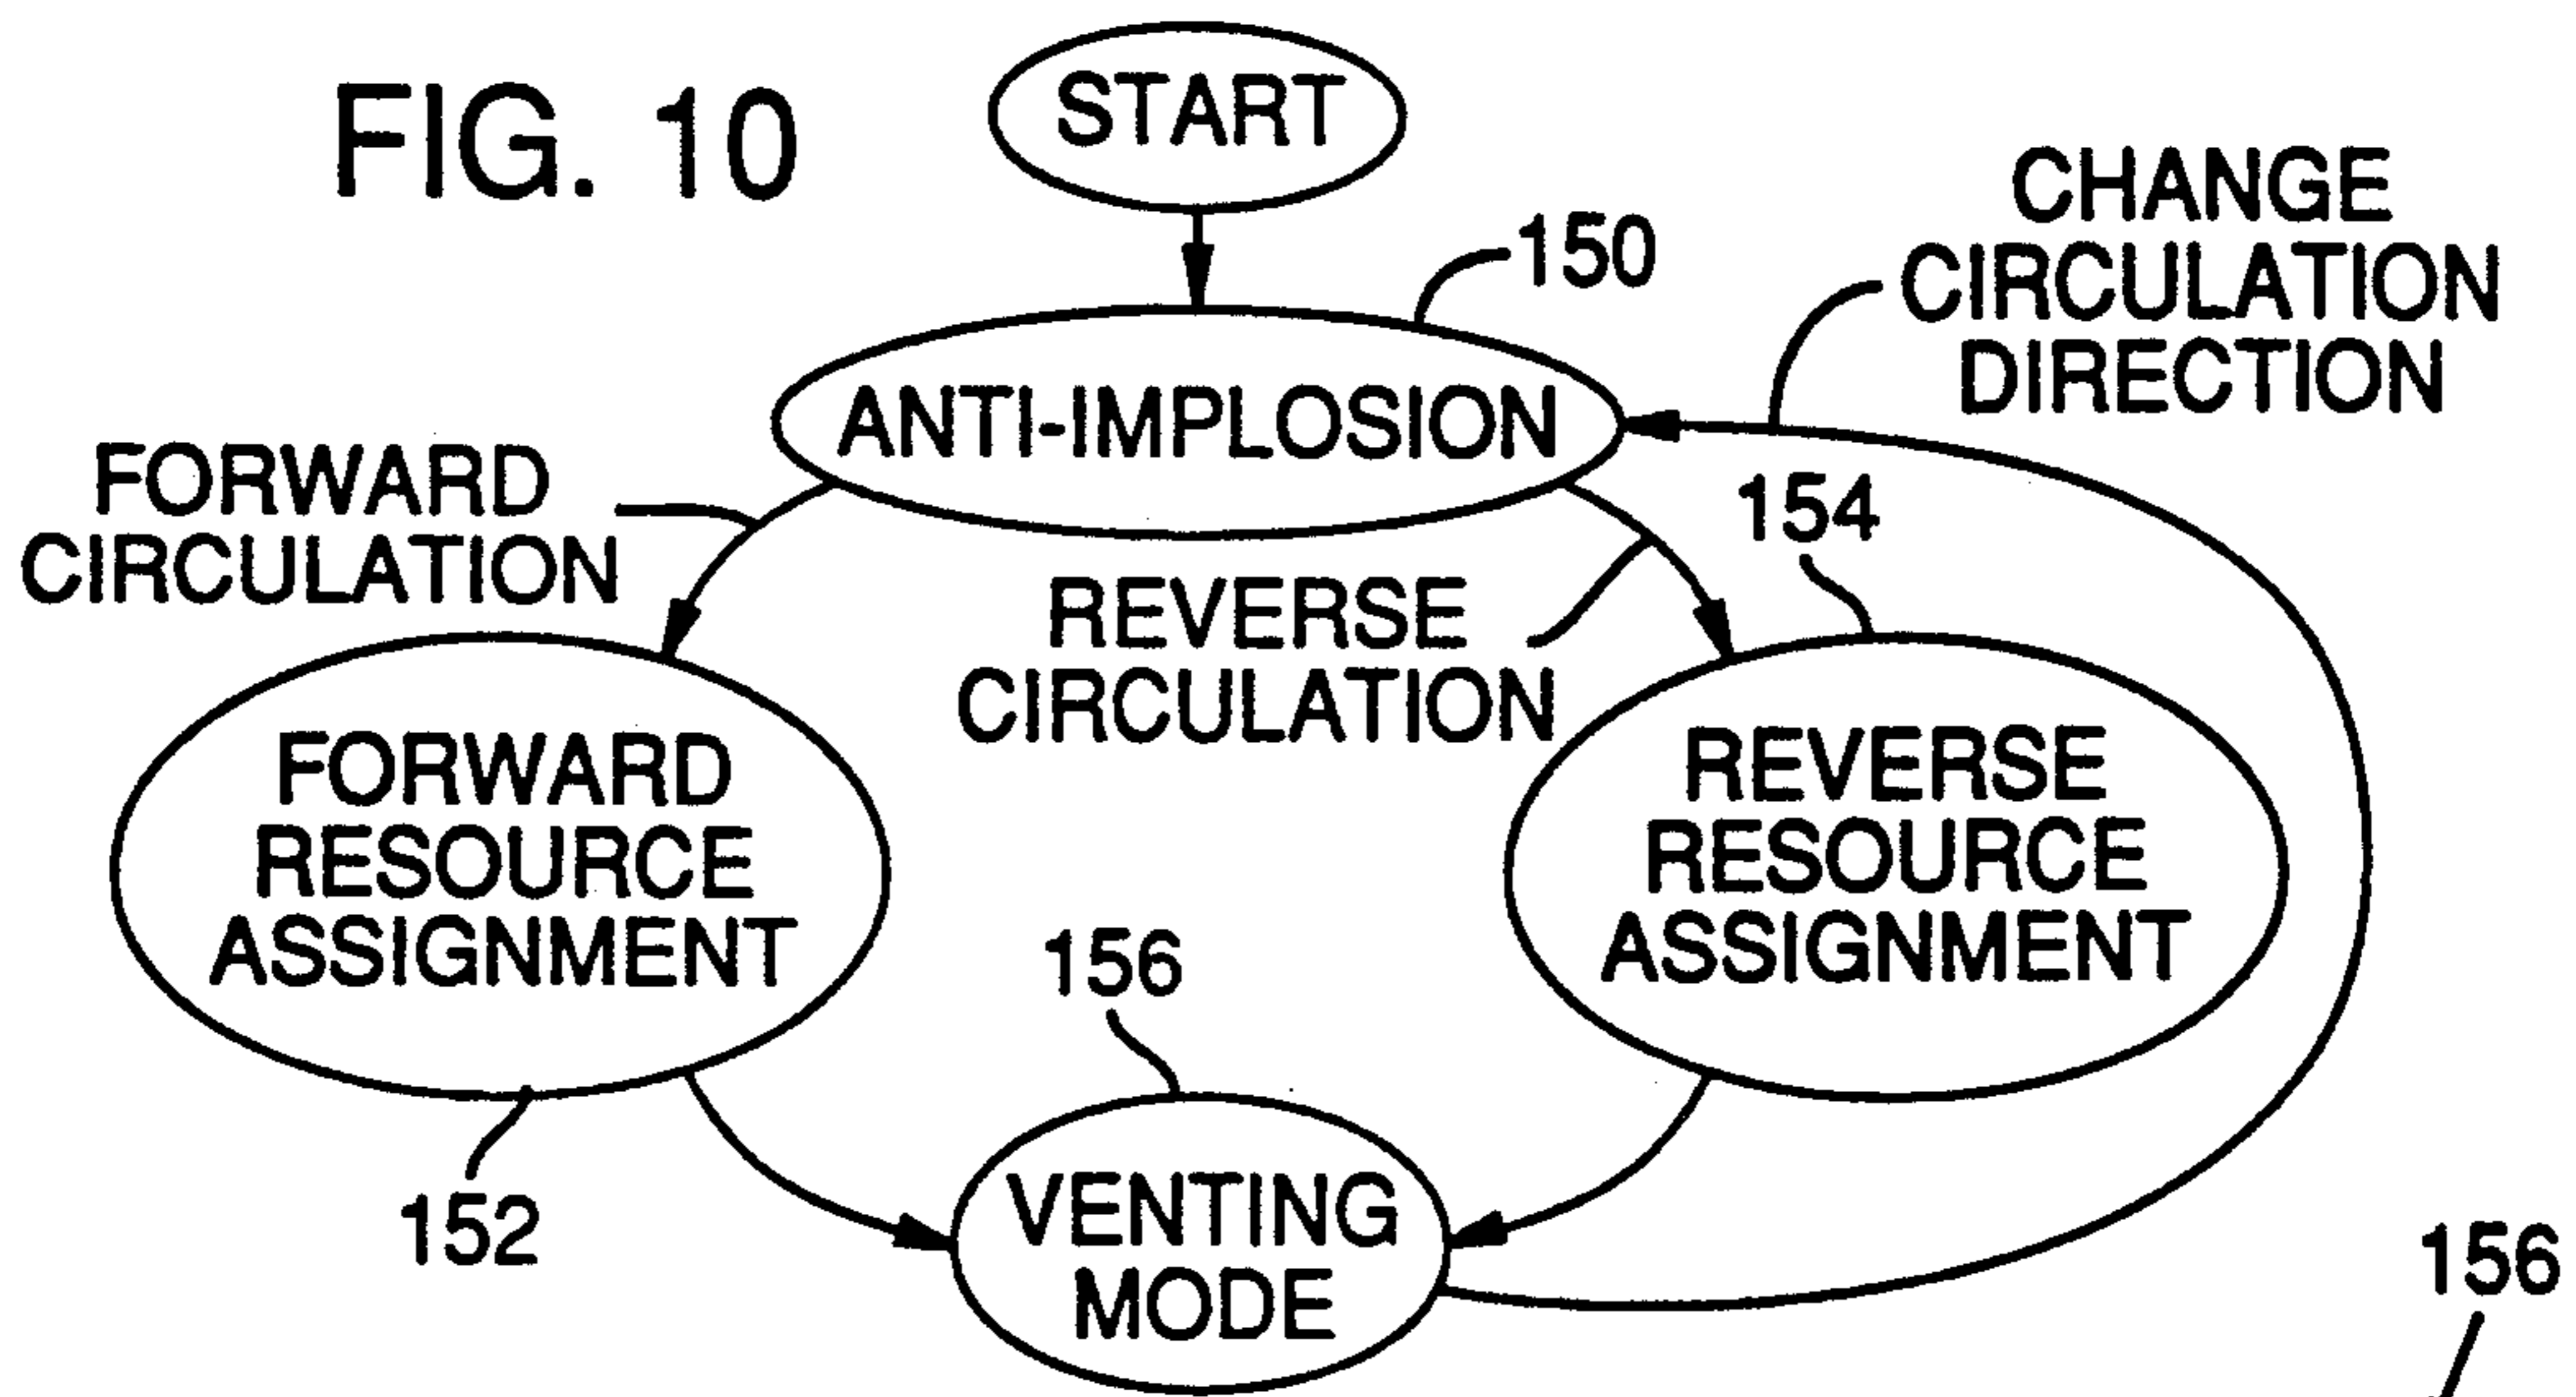 FIG. 10
START
150
CHANGE
CIRCULATION
DIRECTION
ANTI-IMPLOSION
FORWARD
CIRCULATION
154
REVERSE
CIRCULATION
FORWARD
RESOURCE
ASSIGNMENT
REVERSE
RESOURCE
ASSIGNMENT
156
152
VENTING
MODE
156